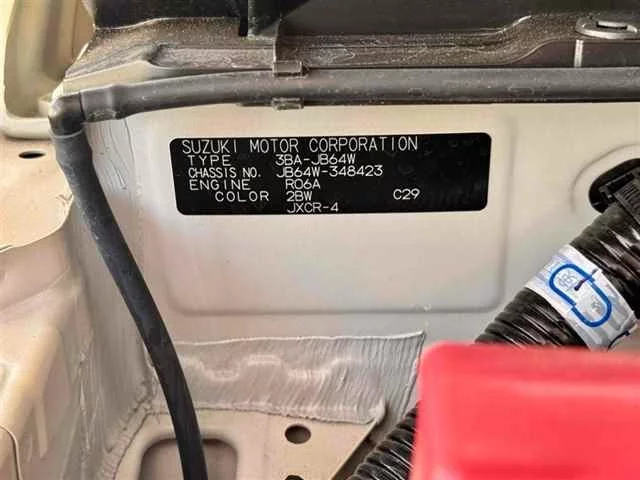 SUZUKI MOTOR CORPORATION
TYPE 3BA-JB64W
CHASSIS NO. JB64W-348423
ENGINE R06A
COLOR 2BW C29
JXCR-4